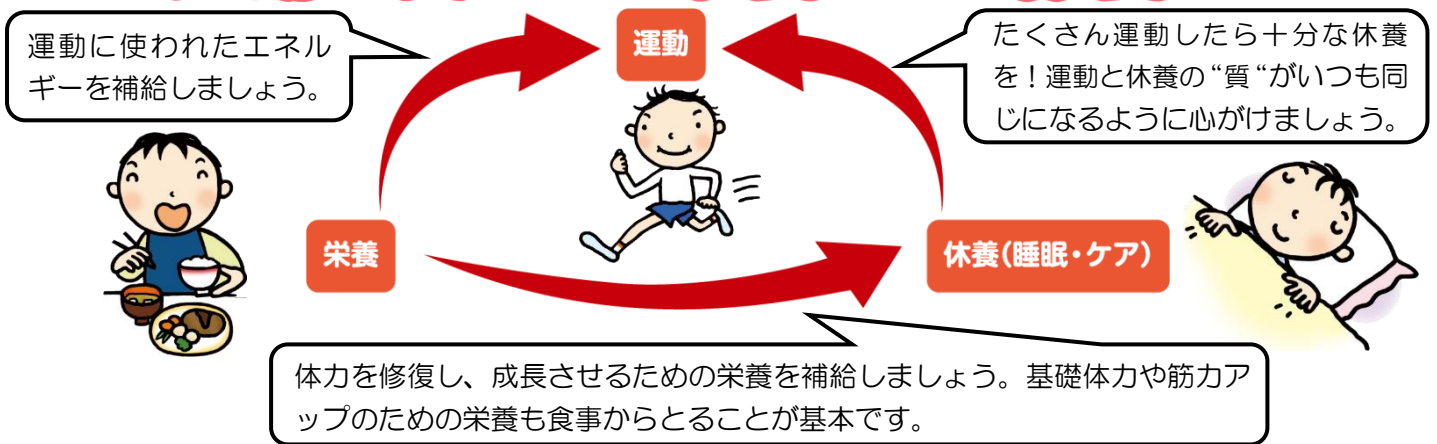 運動に使われたエネル
ギーを補給しましょう。
運動
たくさん運動したら十分な休養
を！運動と休養の“質“がいつも同
じになるように心がけましょう。
栄養
休養（睡眠・ケア）
体力を修復し、成長させるための栄養を補給しましょう。基礎体力や筋力ア
ップのための栄養も食事からとることが基本です。